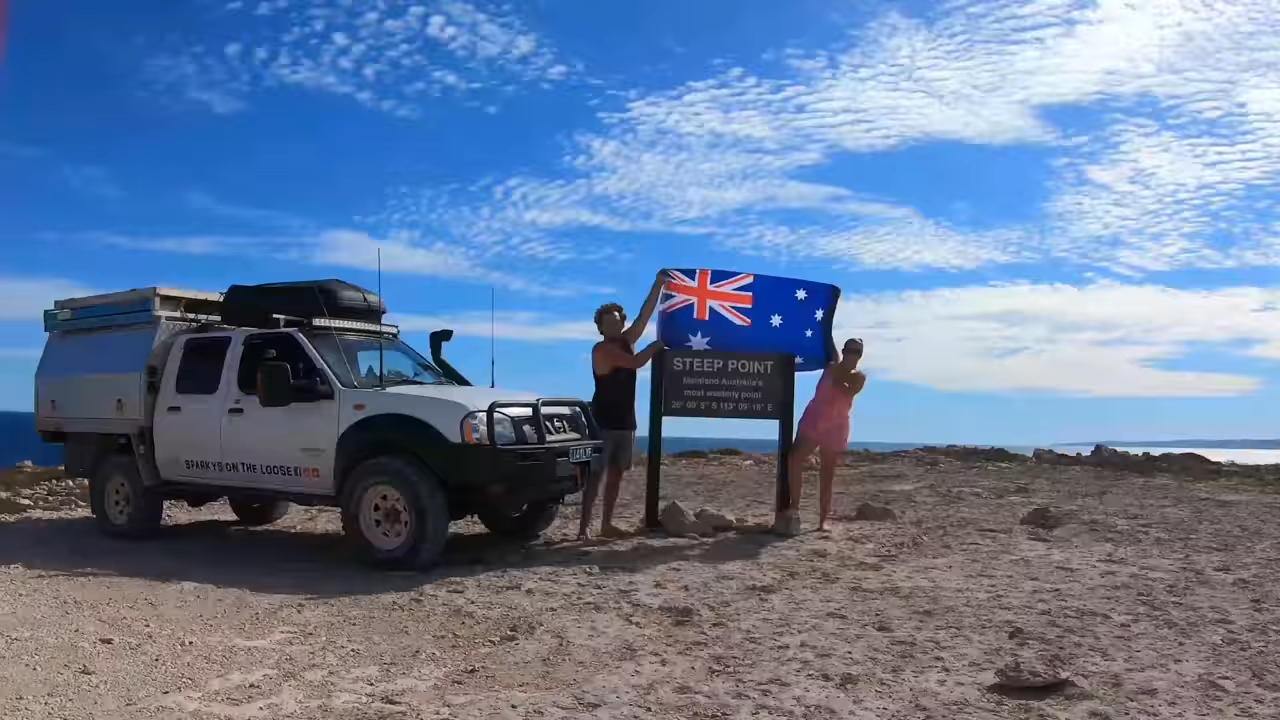 STEEP POINT
Mainland Australia's
most westerly point
SPARKYS ON THE LOOSE